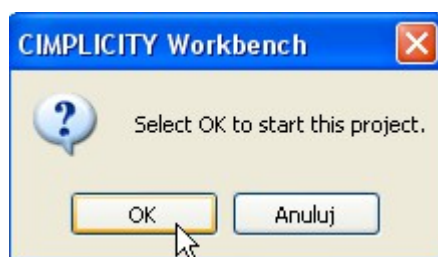 CIMPLICITY Workbench
Select OK to start this project.
OK
Anuluj